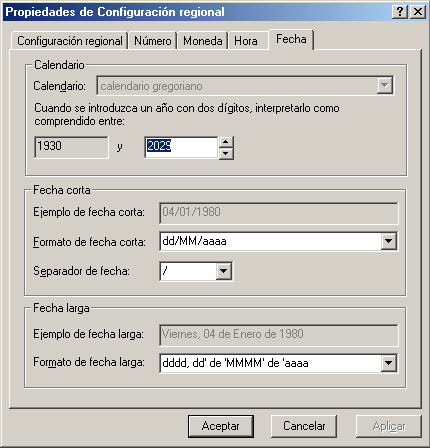 Propiedades de Configuración regional
Configuración regional Número Moneda Hora Fecha
Calendario
Calendario: calendario gregoriano
Cuando se introduzca un año con dos dígitos, interpretarlo como
comprendido entre:
1930 y 2029
Fecha corta
Ejemplo de fecha corta: 04/01/1980
Formato de fecha corta: dd/MM/aaaa
Separador de fecha: /
Fecha larga
Ejemplo de fecha larga: Viernes, 04 de Enero de 1980
Formato de fecha larga: dddd, dd' de 'MMMM' de 'aaaa
Aceptar Cancelar Aplicar